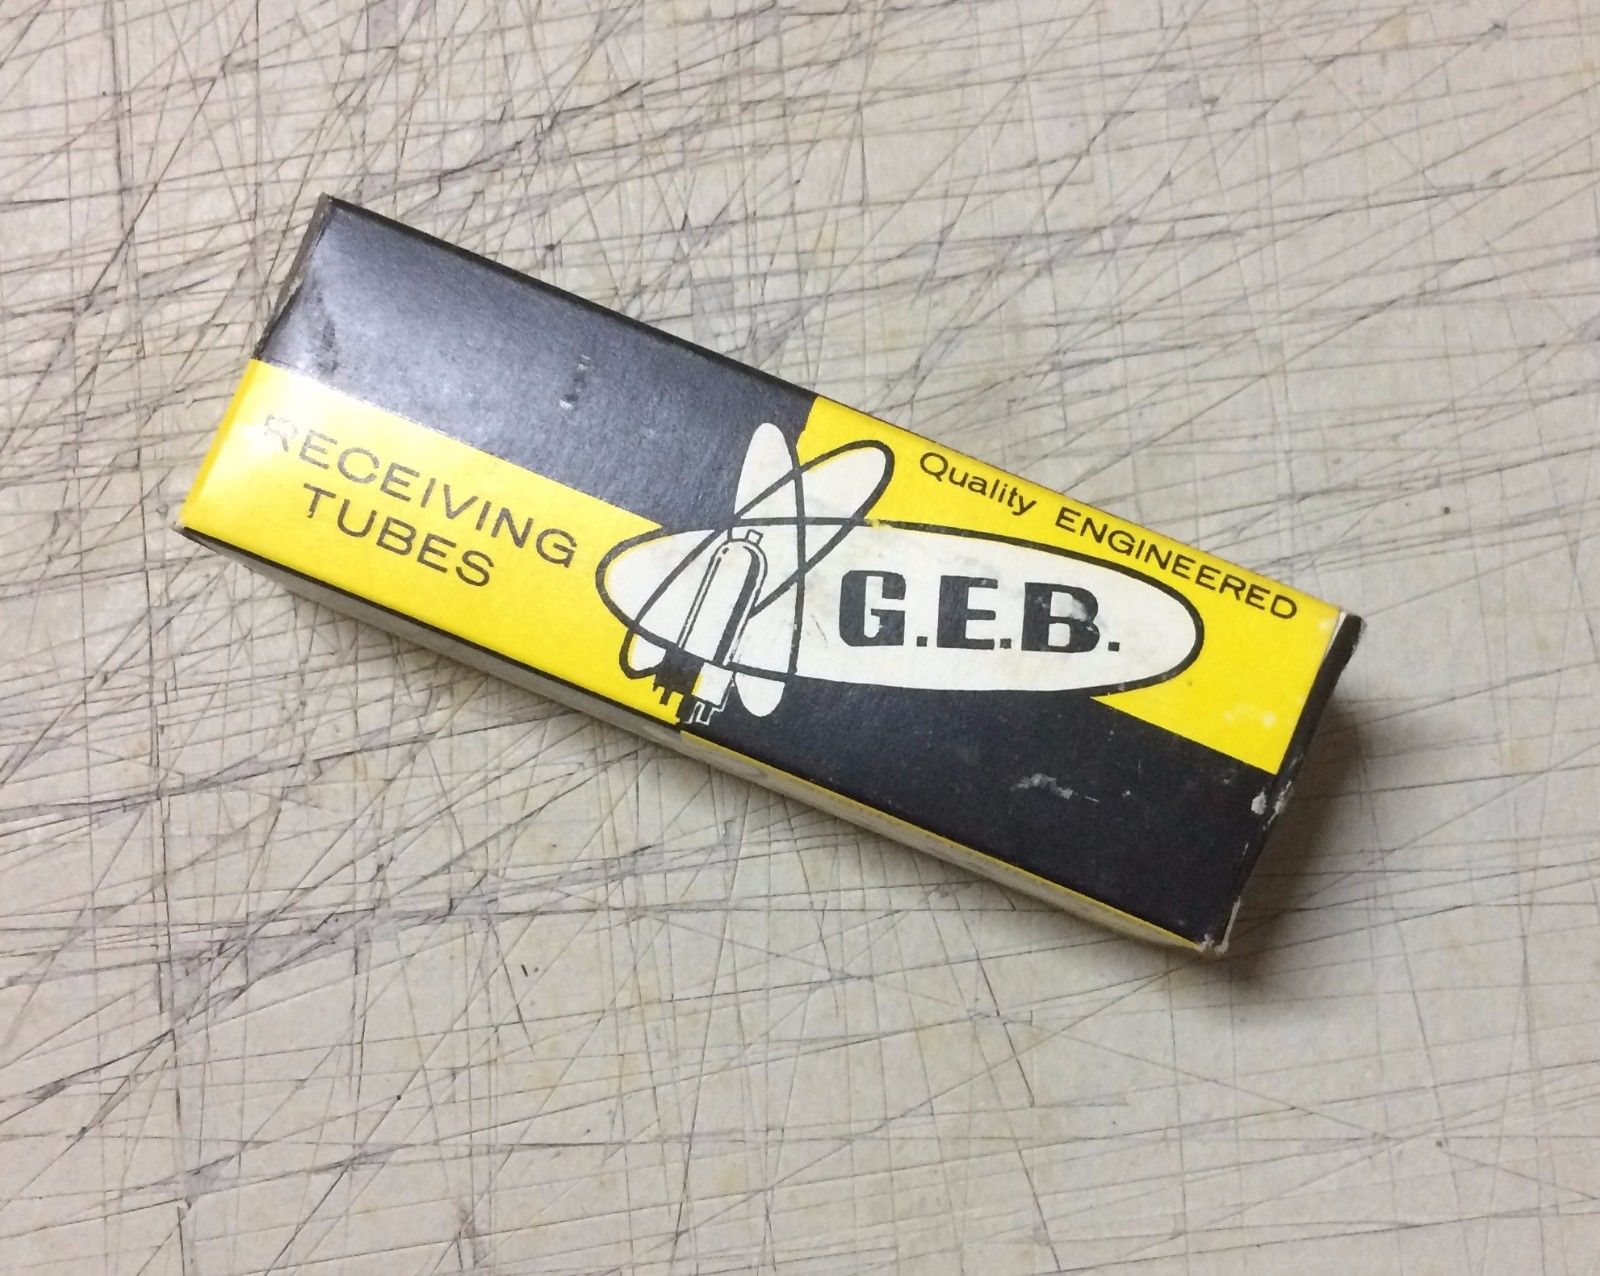 RECEIVING
TUBES
Quality ENGINEERED
G.E.B.